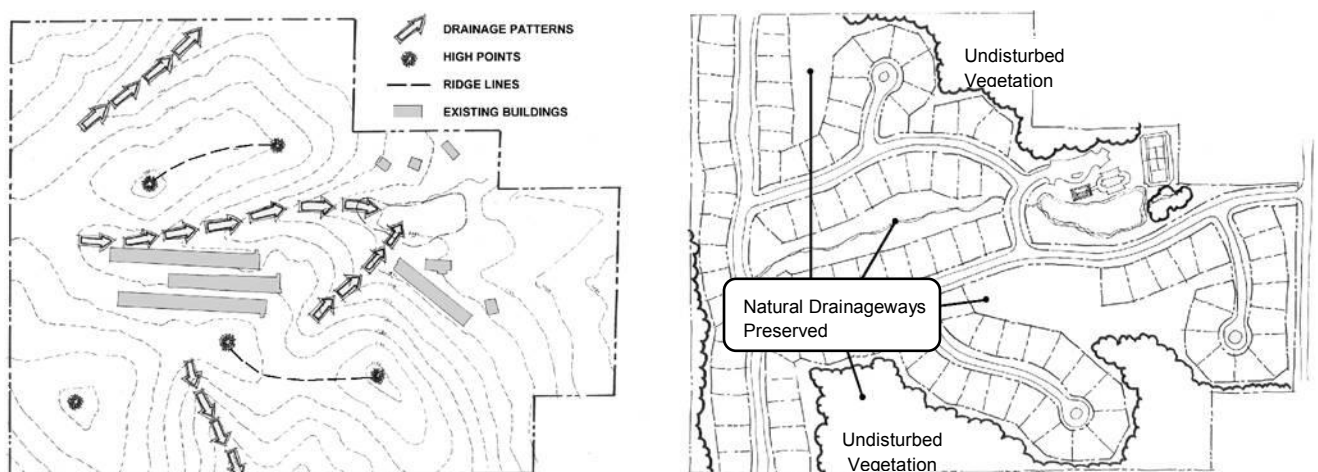 DRAINAGE PATTERNS
HIGH POINTS
RIDGE LINES
EXISTING BUILDINGS
Undisturbed
Vegetation
Natural Drainageways
Preserved
Undisturbed
Vegetation